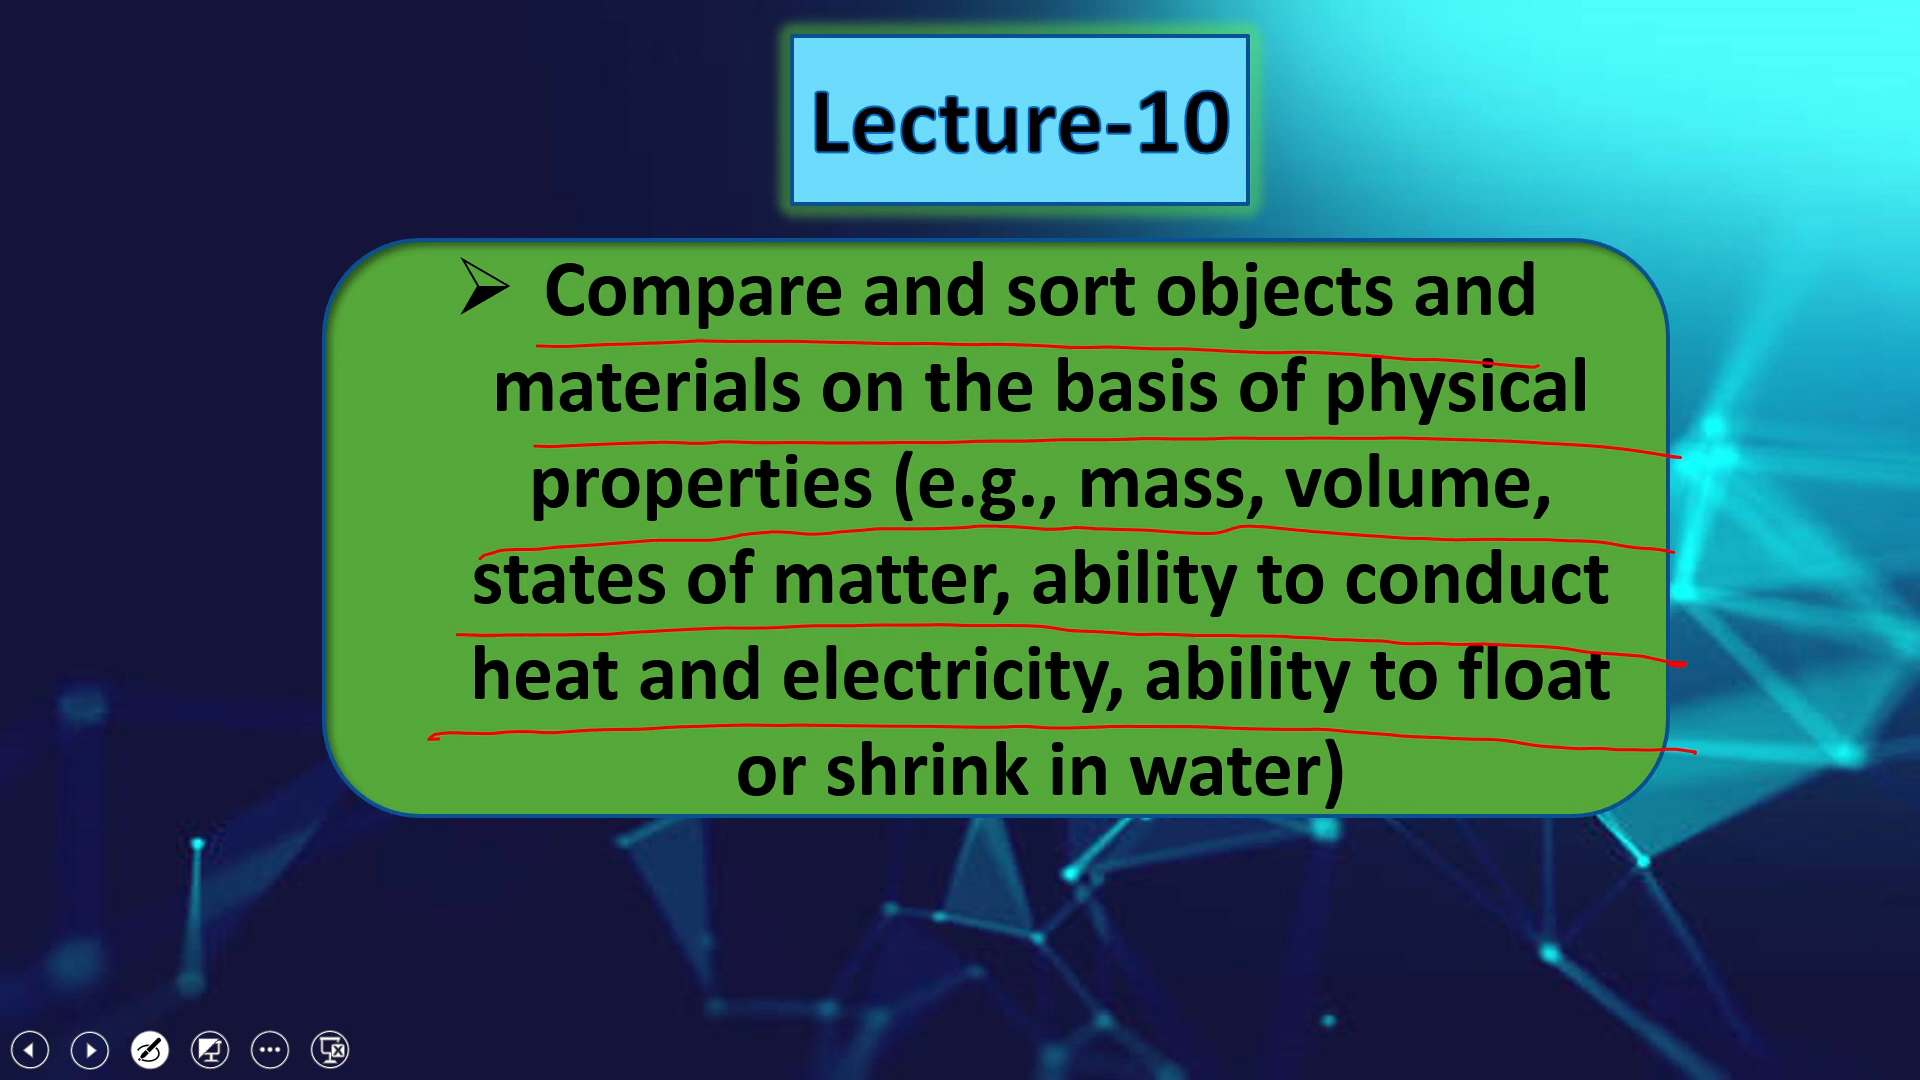 Lecture-10
➢ Compare and sort objects and
materials on the basis of physical
properties (e.g., mass, volume,
states of matter, ability to conduct
heat and electricity, ability to float
or shrink in water)